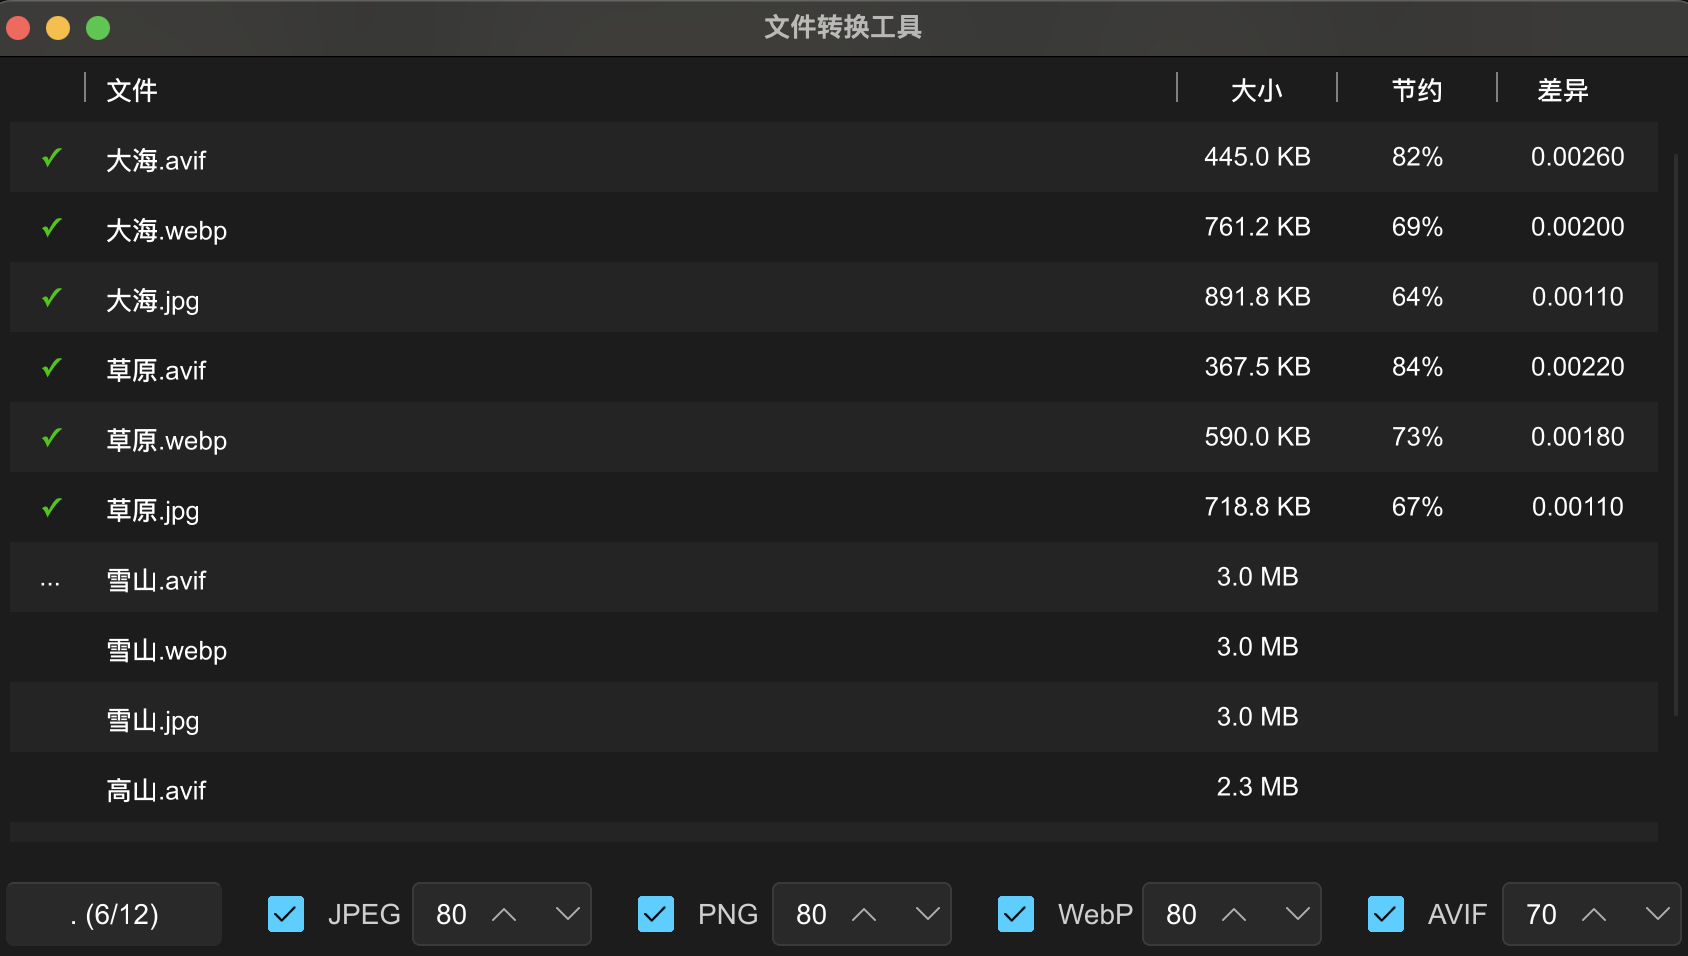 文件转换工具
文件 大小 节约 差异
✓ 大海.avif 445.0 KB 82% 0.00260
✓ 大海.webp 761.2 KB 69% 0.00200
✓ 大海.jpg 891.8 KB 64% 0.00110
✓ 草原.avif 367.5 KB 84% 0.00220
✓ 草原.webp 590.0 KB 73% 0.00180
✓ 草原.jpg 718.8 KB 67% 0.00110
... 雪山.avif 3.0 MB
雪山.webp 3.0 MB
雪山.jpg 3.0 MB
高山.avif 2.3 MB
. (6/12) JPEG 80 PNG 80 WebP 80 AVIF 70